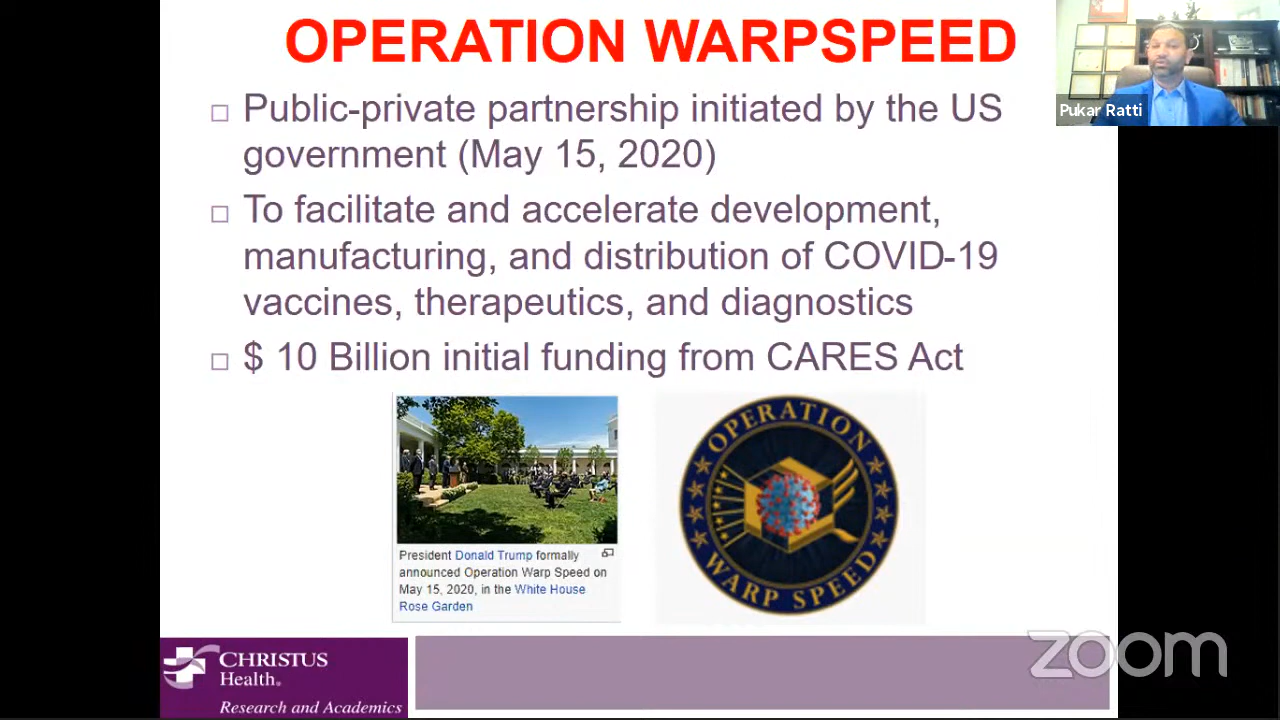 OPERATION WARPSPEED
Pukar Ratti
□ Public-private partnership initiated by the US
government (May 15, 2020)
□ To facilitate and accelerate development,
manufacturing, and distribution of COVID-19
vaccines, therapeutics, and diagnostics
□ $ 10 Billion initial funding from CARES Act
President Donald Trump formally
announced Operation Warp Speed on
May 15, 2020, in the White House
Rose Garden
OPERATION
WARP SPEED
CHRISTUS
Health®
Research and Academics
zoom